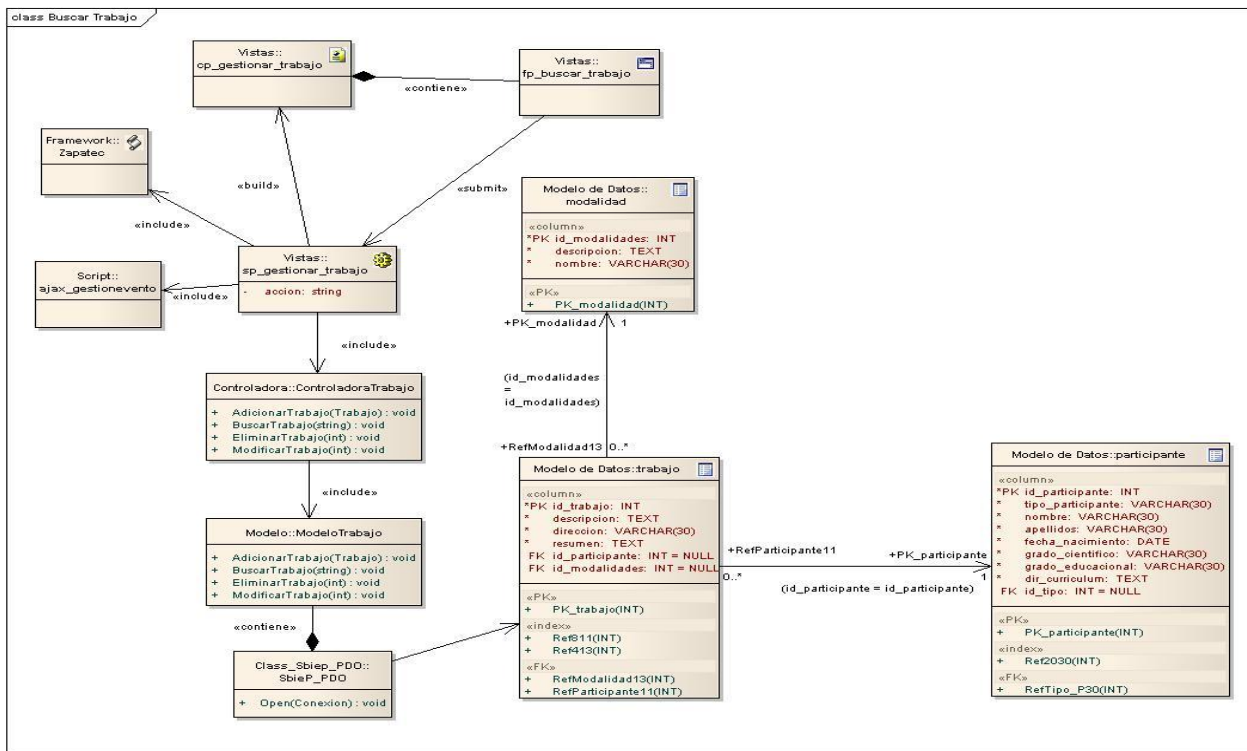 class Buscar Trabajo
Vistas::
cp_gestionar_trabajo
«contiene»
Vistas::
fp_buscar_trabajo
Framework::
Zapatec
«build»
«submit»
«include»
Vistas::
sp_gestionar_trabajo
- accion: string
Script::
ajax_gestionevento
«include»
«include»
Controladora::ControladoraTrabajo
+ AdicionarTrabajo(Trabajo) : void
+ BuscarTrabajo(string) : void
+ EliminarTrabajo(int) : void
+ ModificarTrabajo(int) : void
«include»
Modelo::ModeloTrabajo
+ AdicionarTrabajo(Trabajo) : void
+ BuscarTrabajo(string) : void
+ EliminarTrabajo(int) : void
+ ModificarTrabajo(int) : void
«contiene»
Class_Sbiep_PDO::
SbieP_PDO
+ Open(Conexion) : void
Modelo de Datos::
modalidad
«column»
*PK id_modalidades: INT
* descripcion: TEXT
* nombre: VARCHAR(30)
«PK»
+ PK_modalidad(INT)
+PK_modalidad 1
(id_modalidades
=
id_modalidades)
+RefModalidad13 0..*
Modelo de Datos::trabajo
«column»
*PK id_trabajo: INT
* descripcion: TEXT
* direccion: VARCHAR(30)
* resumen: TEXT
FK id_participante: INT = NULL
FK id_modalidades: INT = NULL
«PK»
+ PK_trabajo(INT)
«index»
+ Ref811(INT)
+ Ref413(INT)
«FK»
+ RefModalidad13(INT)
+ RefParticipante11(INT)
+RefParticipante11
0..*
+PK_participante
1
(id_participante = id_participante)
Modelo de Datos::participante
«column»
*PK id_participante: INT
* tipo_participante: VARCHAR(30)
* nombre: VARCHAR(30)
* apellidos: VARCHAR(30)
* fecha_nacimiento: DATE
* grado_cientifico: VARCHAR(30)
* grado_educacional: VARCHAR(30)
* dir_curriculum: TEXT
FK id_tipo: INT = NULL
«PK»
+ PK_participante(INT)
«index»
+ Ref2030(INT)
«FK»
+ RefTipo_P30(INT)